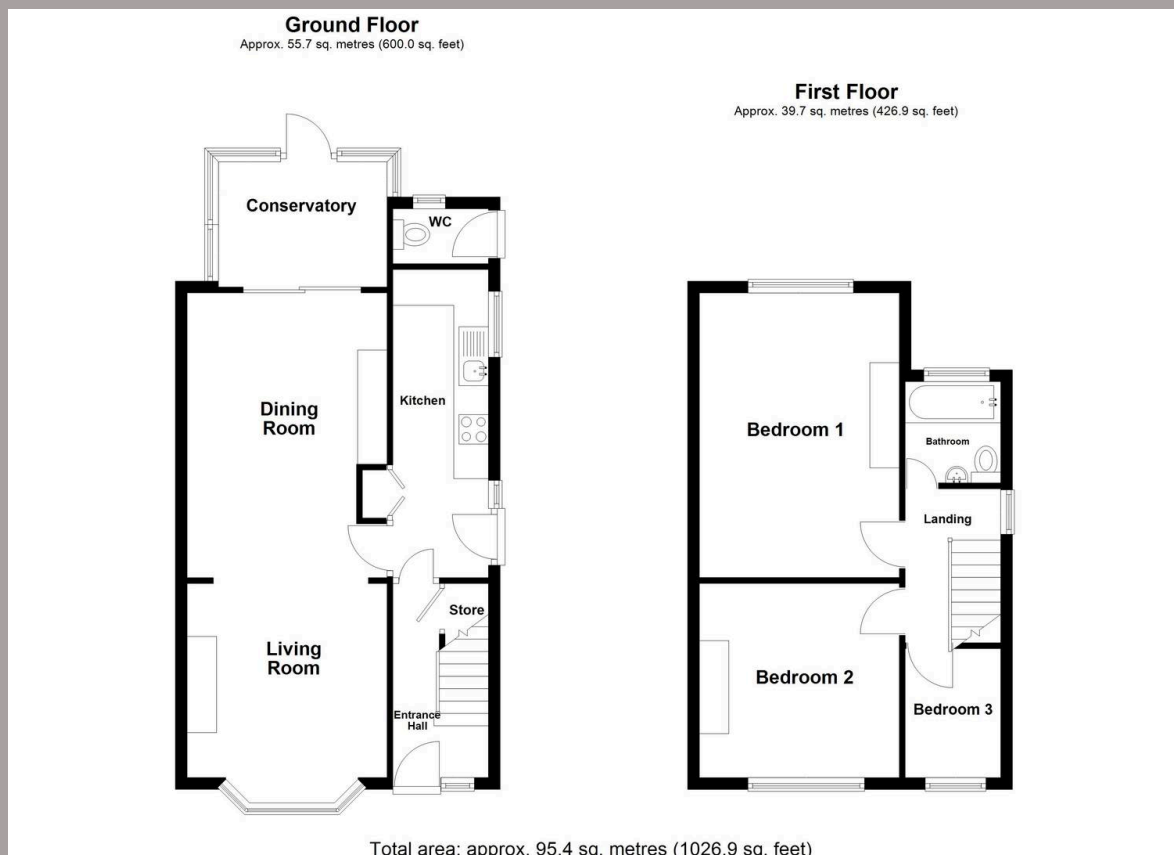 Ground Floor
Approx. 55.7 sq. metres (600.0 sq. feet)
First Floor
Approx. 39.7 sq. metres (426.9 sq. feet)
Conservatory
WC
Kitchen
Dining
Room
Store
Living
Room
Entrance
Hall
Bedroom 1
Bathroom
Landing
Bedroom 2
Bedroom 3
Total area: approx. 95.4 sq. metres (1026.9 sq. feet)